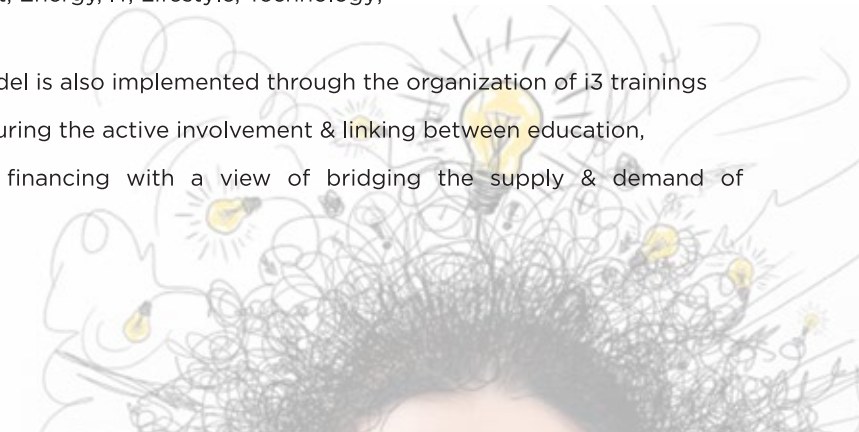 t, Energy, IT, Lifestyle, Technology,
del is also implemented through the organization of i3 trainings
uring the active involvement & linking between education,
financing with a view of bridging the supply & demand of